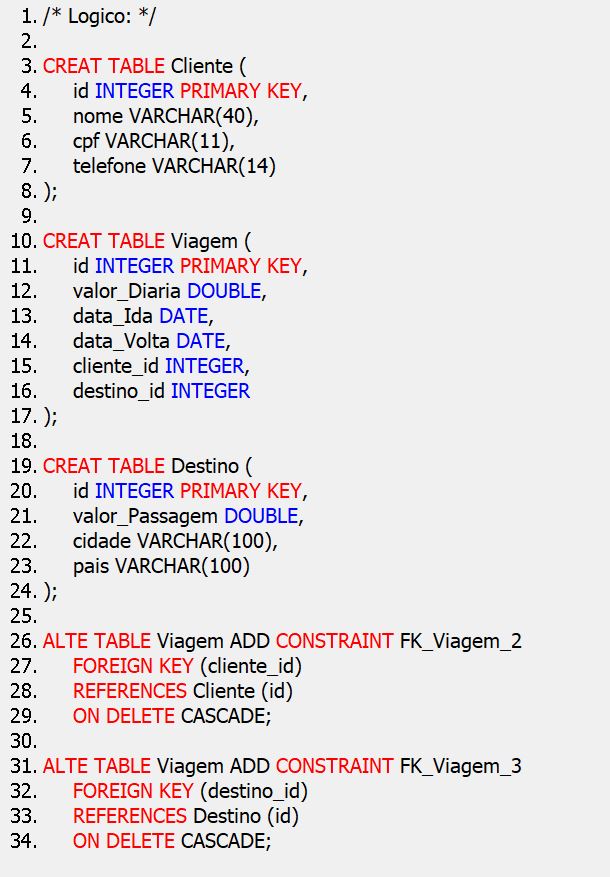 1. /* Logico: */
2.
3. CREAT TABLE Cliente (
4. id INTEGER PRIMARY KEY,
5. nome VARCHAR(40),
6. cpf VARCHAR(11),
7. telefone VARCHAR(14)
8. );
9.
10. CREAT TABLE Viagem (
11. id INTEGER PRIMARY KEY,
12. valor_Diaria DOUBLE,
13. data_Ida DATE,
14. data_Volta DATE,
15. cliente_id INTEGER,
16. destino_id INTEGER
17. );
18.
19. CREAT TABLE Destino (
20. id INTEGER PRIMARY KEY,
21. valor_Passagem DOUBLE,
22. cidade VARCHAR(100),
23. pais VARCHAR(100)
24. );
25.
26. ALTE TABLE Viagem ADD CONSTRAINT FK_Viagem_2
27. FOREIGN KEY (cliente_id)
28. REFERENCES Cliente (id)
29. ON DELETE CASCADE;
30.
31. ALTE TABLE Viagem ADD CONSTRAINT FK_Viagem_3
32. FOREIGN KEY (destino_id)
33. REFERENCES Destino (id)
34. ON DELETE CASCADE;